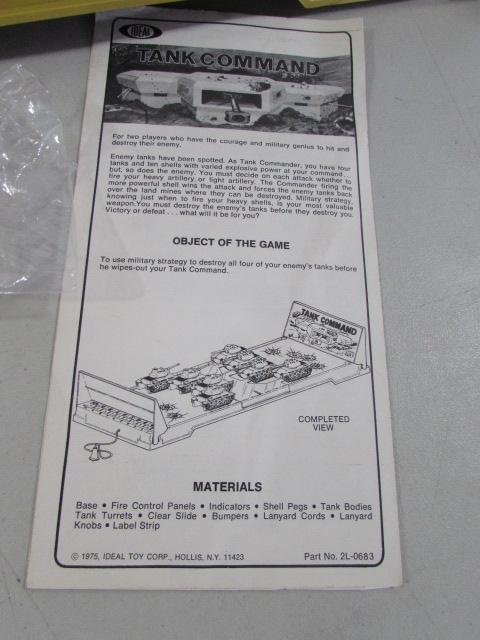 IDEAL
TANK COMMAND
For two players who have the courage and military genius to hit and
destroy their enemy.
Enemy tanks have been spotted. As Tank Commander, you have four
tanks and ten shells with varied explosive power at your command . . .
but, so does the enemy. You must decide on each attack whether to
fire your heavy artillery or light artillery. The Commander firing the
more powerful shell wins the attack and forces the enemy tanks back
over the land mines where they can be destroyed. Military strategy,
knowing just when to fire your heavy shells, is your most valuable
weapon.You must destroy the enemy's tanks before they destroy you.
Victory or defeat . . . what will it be for you?
OBJECT OF THE GAME
To use military strategy to destroy all four of your enemy's tanks before
he wipes-out your Tank Command.
TANK COMMAND
COMPLETED
VIEW
MATERIALS
Base • Fire Control Panels • Indicators • Shell Pegs • Tank Bodies
Tank Turrets • Clear Slide • Bumpers • Lanyard Cords • Lanyard
Knobs • Label Strip
© 1975, IDEAL TOY CORP., HOLLIS, N.Y. 11423
Part No. 2L-0683